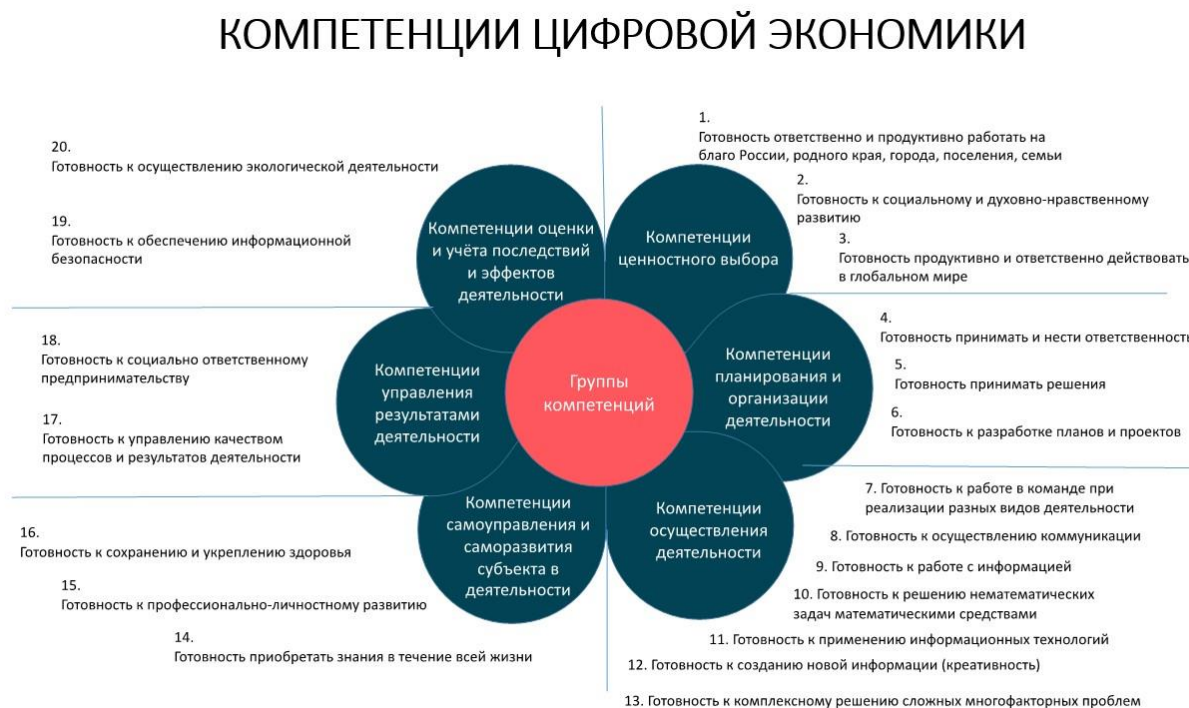 КОМПЕТЕНЦИИ ЦИФРОВОЙ ЭКОНОМИКИ
1.
Готовность ответственно и продуктивно работать на
благо России, родного края, города, поселения, семьи
2.
Готовность к социальному и духовно-нравственному
развитию
3.
Готовность продуктивно и ответственно действовать
в глобальном мире
4.
Готовность принимать и нести ответственность
5.
Готовность принимать решения
6.
Готовность к разработке планов и проектов
7. Готовность к работе в команде при
реализации разных видов деятельности
8. Готовность к осуществлению коммуникации
9. Готовность к работе с информацией
10. Готовность к решению нематематических
задач математическими средствами
11. Готовность к применению информационных технологий
12. Готовность к созданию новой информации (креативность)
13. Готовность к комплексному решению сложных многофакторных проблем
14.
Готовность приобретать знания в течение всей жизни
15.
Готовность к профессионально-личностному развитию
16.
Готовность к сохранению и укреплению здоровья
17.
Готовность к управлению качеством
процессов и результатов деятельности
18.
Готовность к социально ответственному
предпринимательству
19.
Готовность к обеспечению информационной
безопасности
20.
Готовность к осуществлению экологической деятельности
Компетенции оценки
и учёта последствий
и эффектов
деятельности
Компетенции
ценностного выбора
Компетенции
планирования и
организации
деятельности
Компетенции
осуществления
деятельности
Компетенции
самоуправления и
саморазвития
субъекта в
деятельности
Компетенции
управления
результатами
деятельности
Группы
компетенций